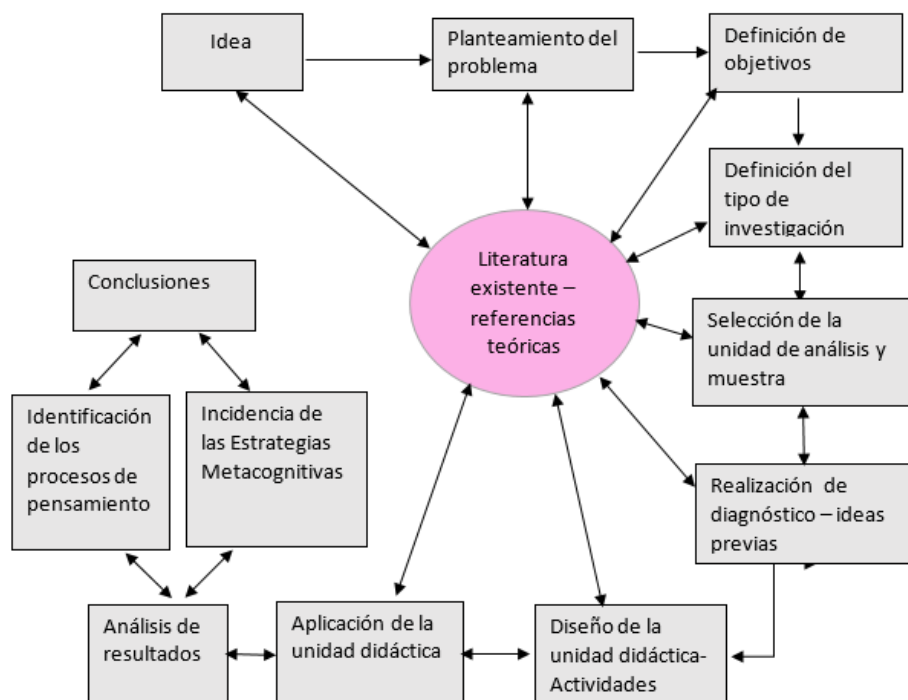 Idea
Planteamiento del
problema
Definición de
objetivos
Definición del
tipo de
investigación
Literatura
existente –
referencias
teóricas
Selección de la
unidad de análisis y
muestra
Conclusiones
Identificación
de los
procesos de
pensamiento
Incidencia de
las Estrategias
Metacognitivas
Realización de
diagnóstico – ideas
previas
Análisis de
resultados
Aplicación de la
unidad didáctica
Diseño de la
unidad didáctica-
Actividades